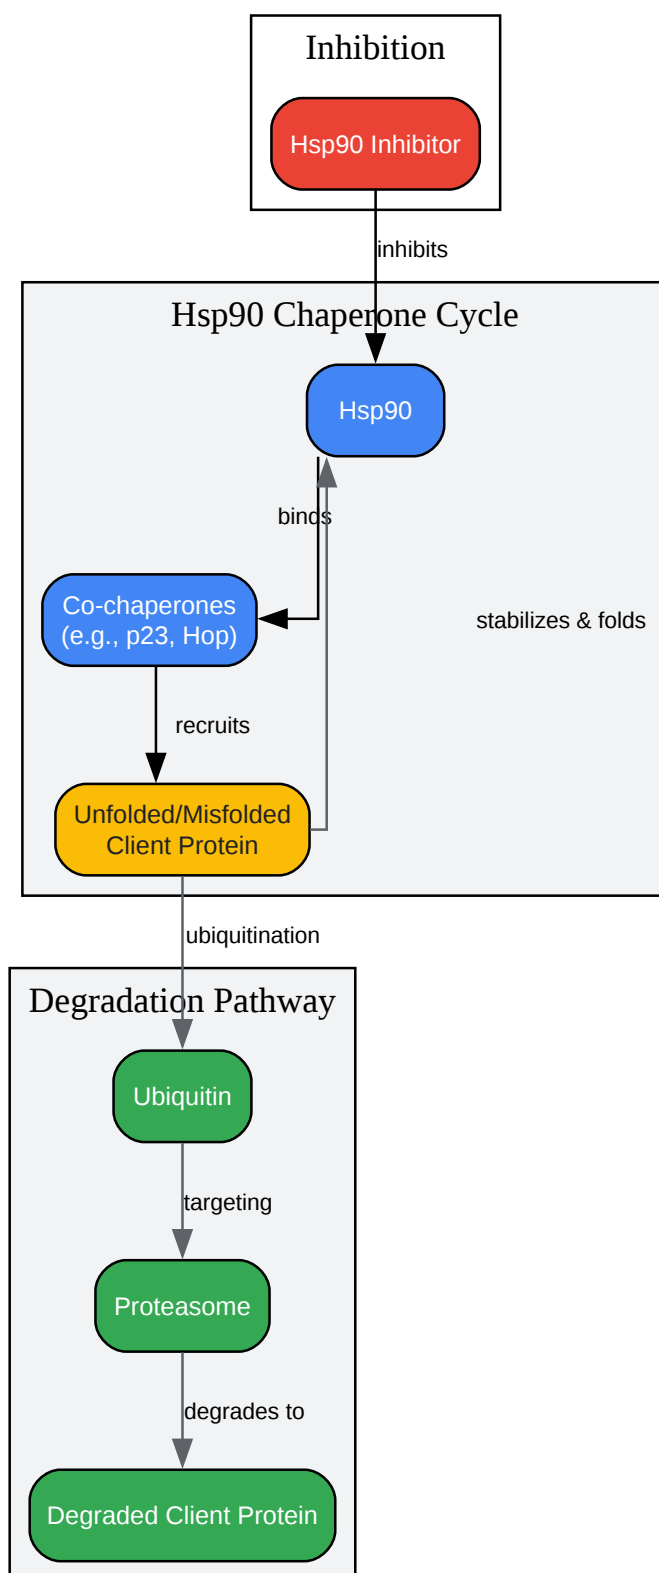 Inhibition
Hsp90 Inhibitor
inhibits
Hsp90 Chaperone Cycle
Hsp90
binds
Co-chaperones
(e.g., p23, Hop)
stabilizes & folds
recruits
Unfolded/Misfolded
Client Protein
ubiquitination
Degradation Pathway
Ubiquitin
targeting
Proteasome
degrades to
Degraded Client Protein